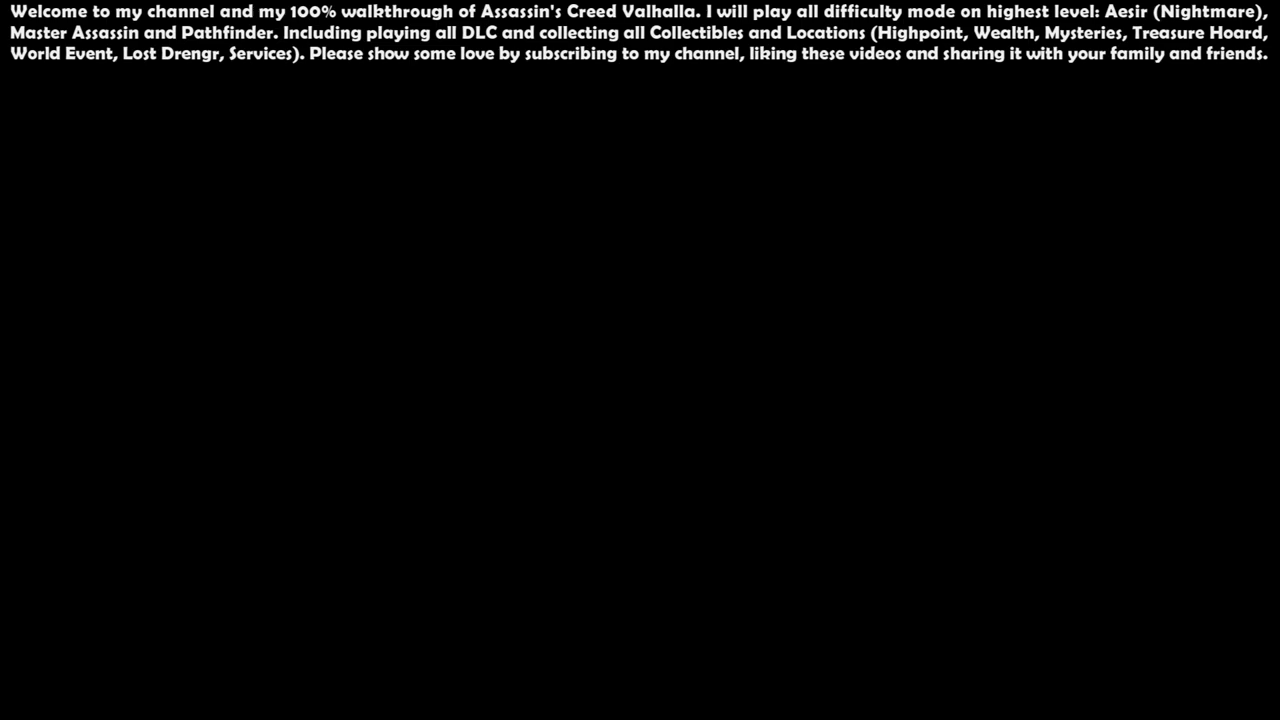 Welcome to my channel and my 100% walkthrough of Assassin's Creed Valhalla. I will play all difficulty mode on highest level: Aesir (Nightmare),
Master Assassin and Pathfinder. Including playing all DLC and collecting all Collectibles and Locations (Highpoint, Wealth, Mysteries, Treasure Hoard,
World Event, Lost Drengr, Services). Please show some love by subscribing to my channel, liking these videos and sharing it with your family and friends.